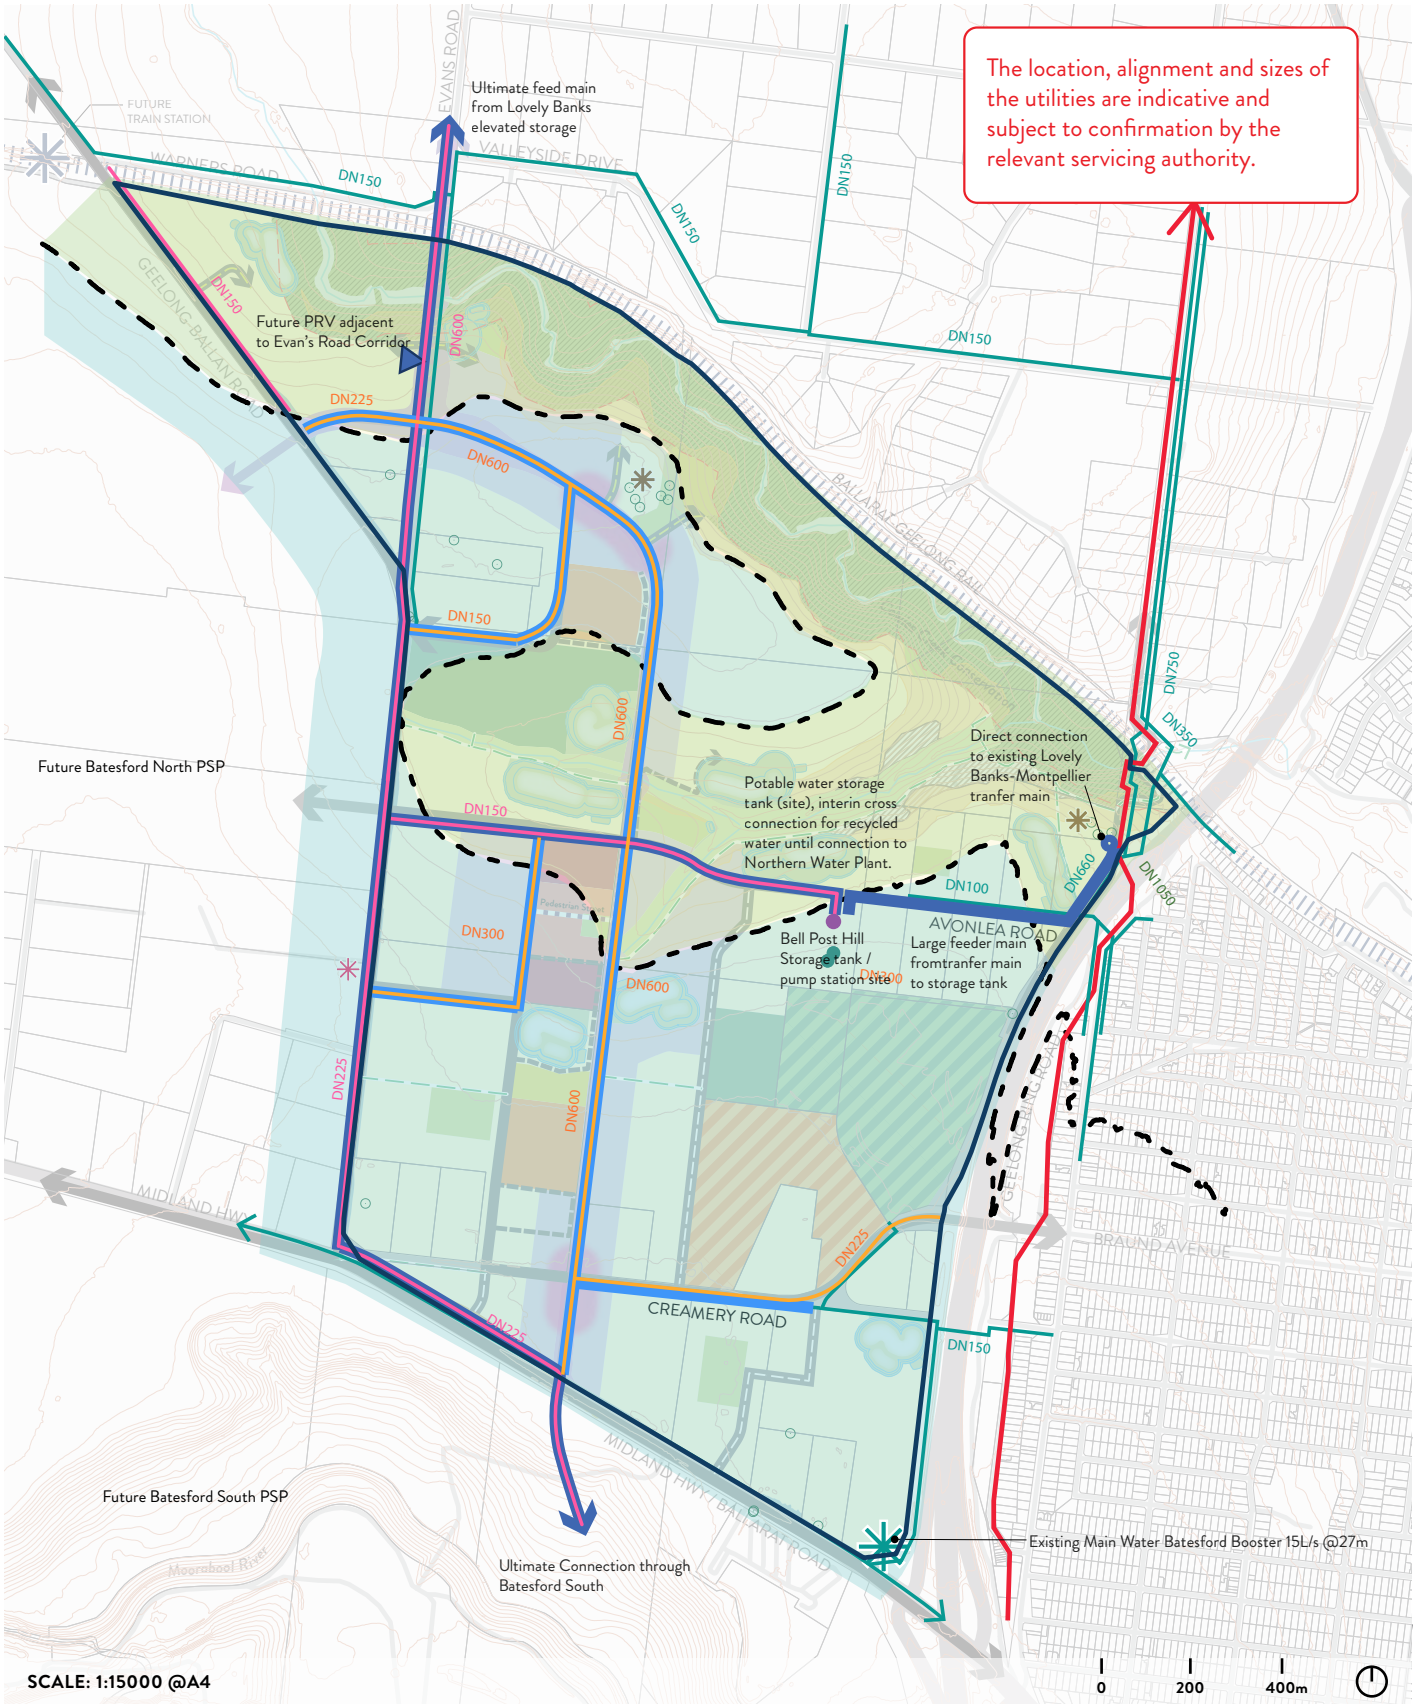 EVANS ROAD
Ultimate feed main
from Lovely Banks
elevated storage
The location, alignment and sizes of
the utilities are indicative and
subject to confirmation by the
relevant servicing authority.
FUTURE
TRAIN STATION
WARNERS ROAD
VALLEYSIDE DRIVE
DN150
DN150
DN150
DN150
GEELONG-BALLAN ROAD
DN150
Future PRV adjacent
to Evan's Road Corridor
DN600
DN225
DN600
BALLARAT-GEELONG RAIL
DN150
Conservation
DN600
DN750
DN350
Direct connection
to existing Lovely
Banks-Montpellier
tranfer main
Future Batesford North PSP
Potable water storage
tank (site), interin cross
connection for recycled
water until connection to
Northern Water Plant.
DN150
DN660
DN1050
DN100
AVONLEA ROAD
Pedestrian Street
DN300
Bell Post Hill
Storage tank /
pump station site
DN300
Large feeder main
fromtranfer main
to storage tank
DN600
GEELONG RING ROAD
DN225
DN600
MIDLAND HWY
BRAUND AVENUE
DN225
CREAMERY ROAD
DN225
DN150
MIDLAND HWY/ BALLARAT ROAD
Future Batesford South PSP
Moorabool River
Existing Main Water Batesford Booster 15L/s @27m
Ultimate Connection through
Batesford South
SCALE: 1:15000 @A4
0 200 400m